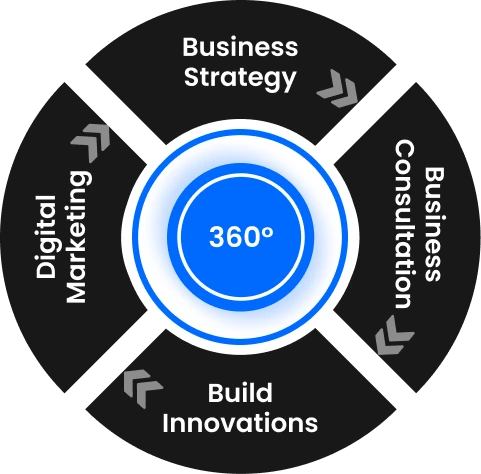 Business
Strategy
Business
Consultation
Build
Innovations
Digital
Marketing
360º